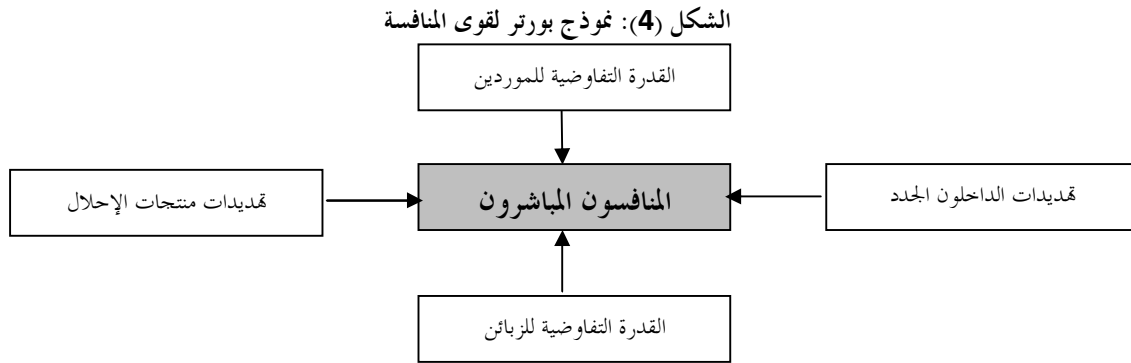 الشكل (4): نموذج بورتر لقوى المنافسة
القدرة التفاوضية للموردين
تهديدات الداخلون الجدد
المنافسون المباشرون
تهديدات منتجات الإحلال
القدرة التفاوضية للزبائن